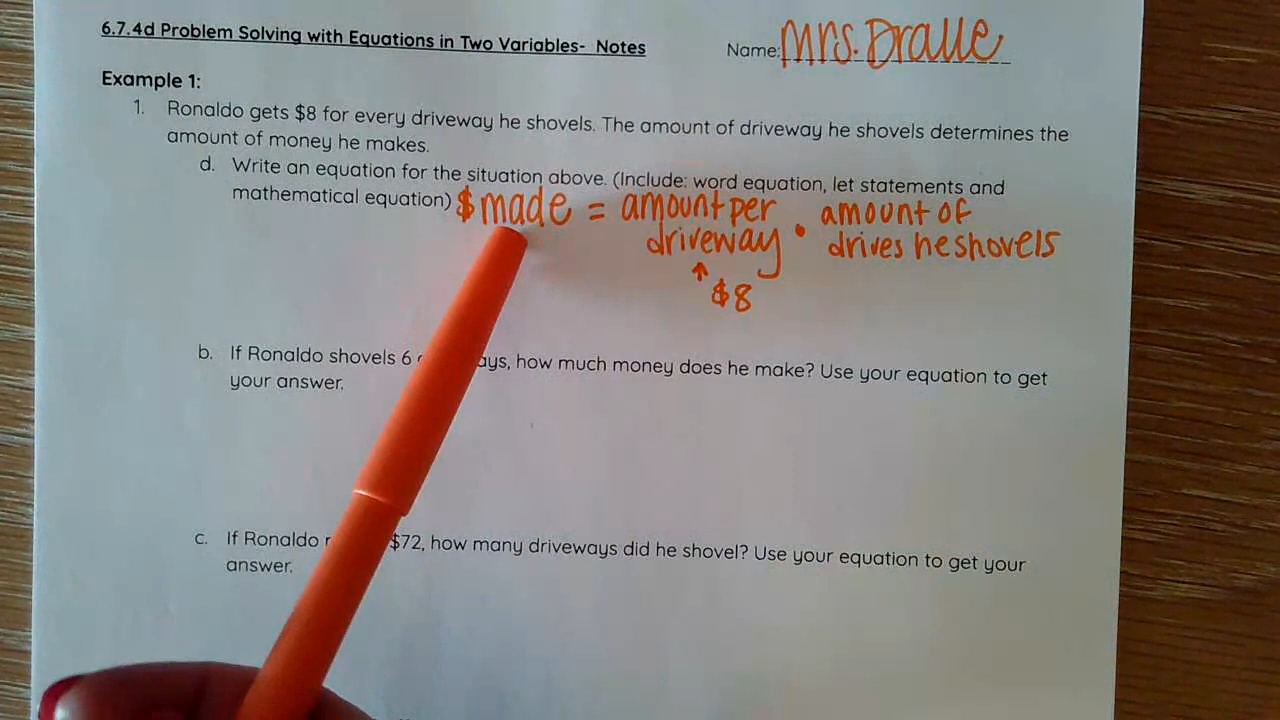 6.7.4d Problem Solving with Equations in Two Variables- Notes
Name: Mrs. Dralle
Example 1:
1. Ronaldo gets $8 for every driveway he shovels. The amount of driveway he shovels determines the
amount of money he makes.
d. Write an equation for the situation above. (Include: word equation, let statements and
mathematical equation)
$ made = amount per driveway • amount of drives he shovels
↑
$8
b. If Ronaldo shovels 6 ays, how much money does he make? Use your equation to get
your answer.
c. If Ronaldo $72, how many driveways did he shovel? Use your equation to get your
answer.